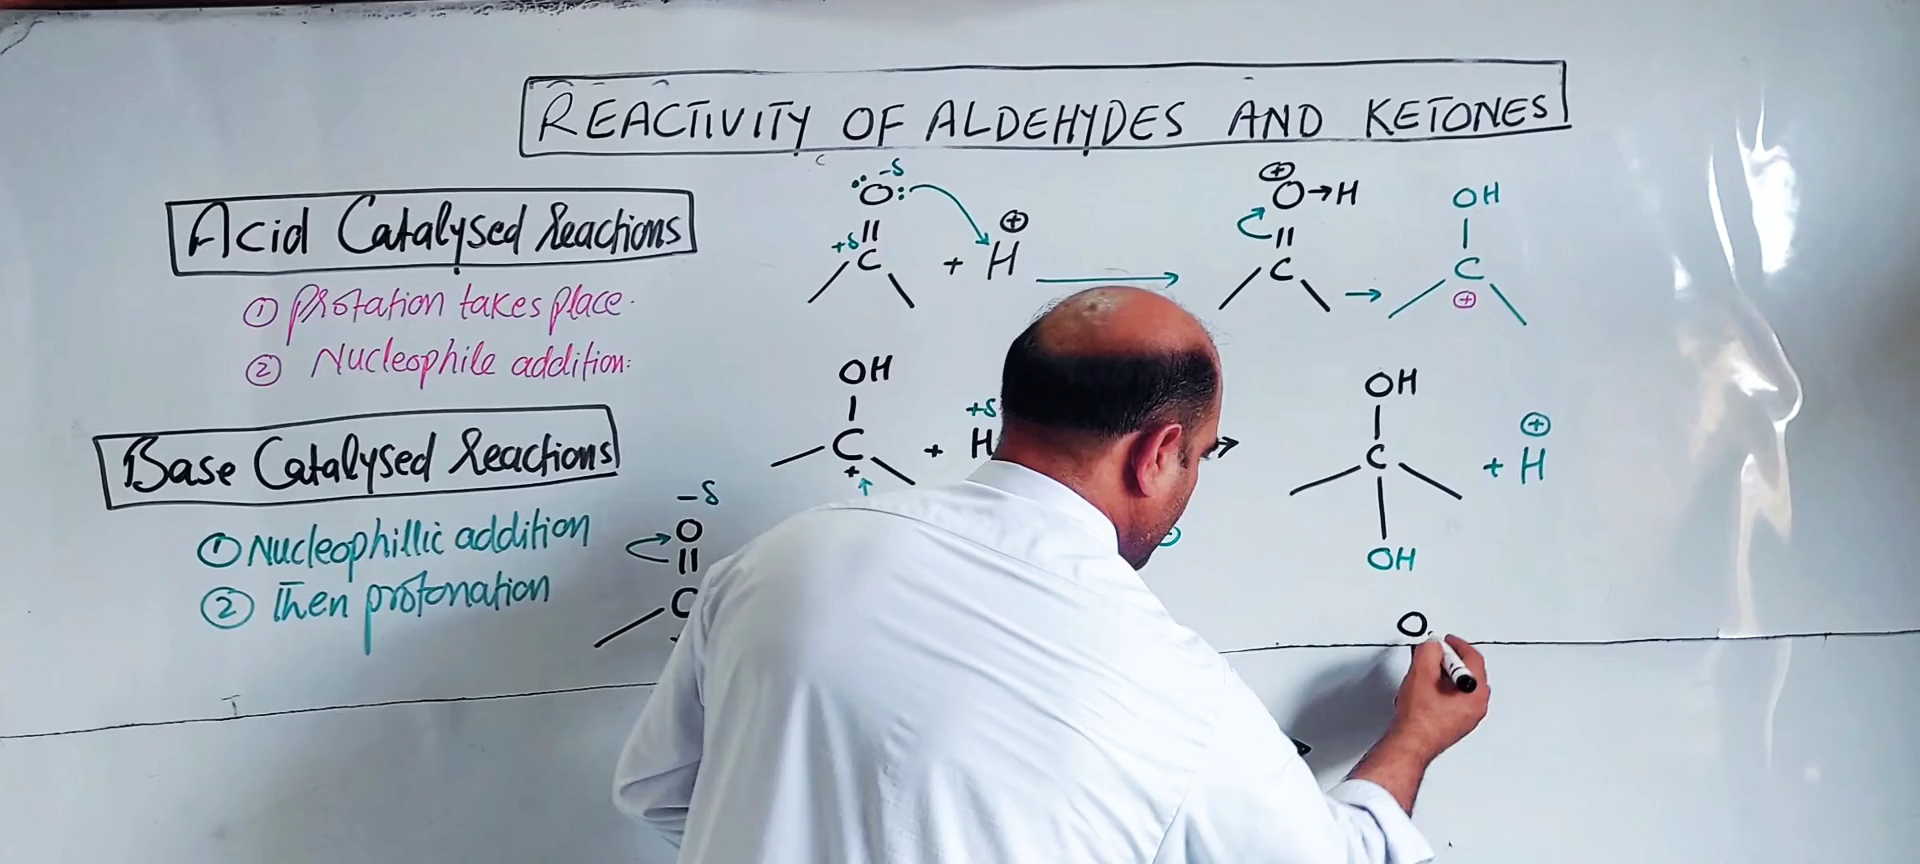 REACTIVITY OF ALDEHYDES AND KETONES
Acid Catalysed Reactions
① Protation takes place.
② Nucleophile addition:
Base Catalysed Reactions
① Nucleophillic addition
② Then protonation
-δ
:O:
+δ
C
+ H
⊕
⊕
O→H
C
→
OH
C
⊕
OH
C
+
+ H
+δ
OH
C
OH
+ H
⊕
-δ
O
C
O